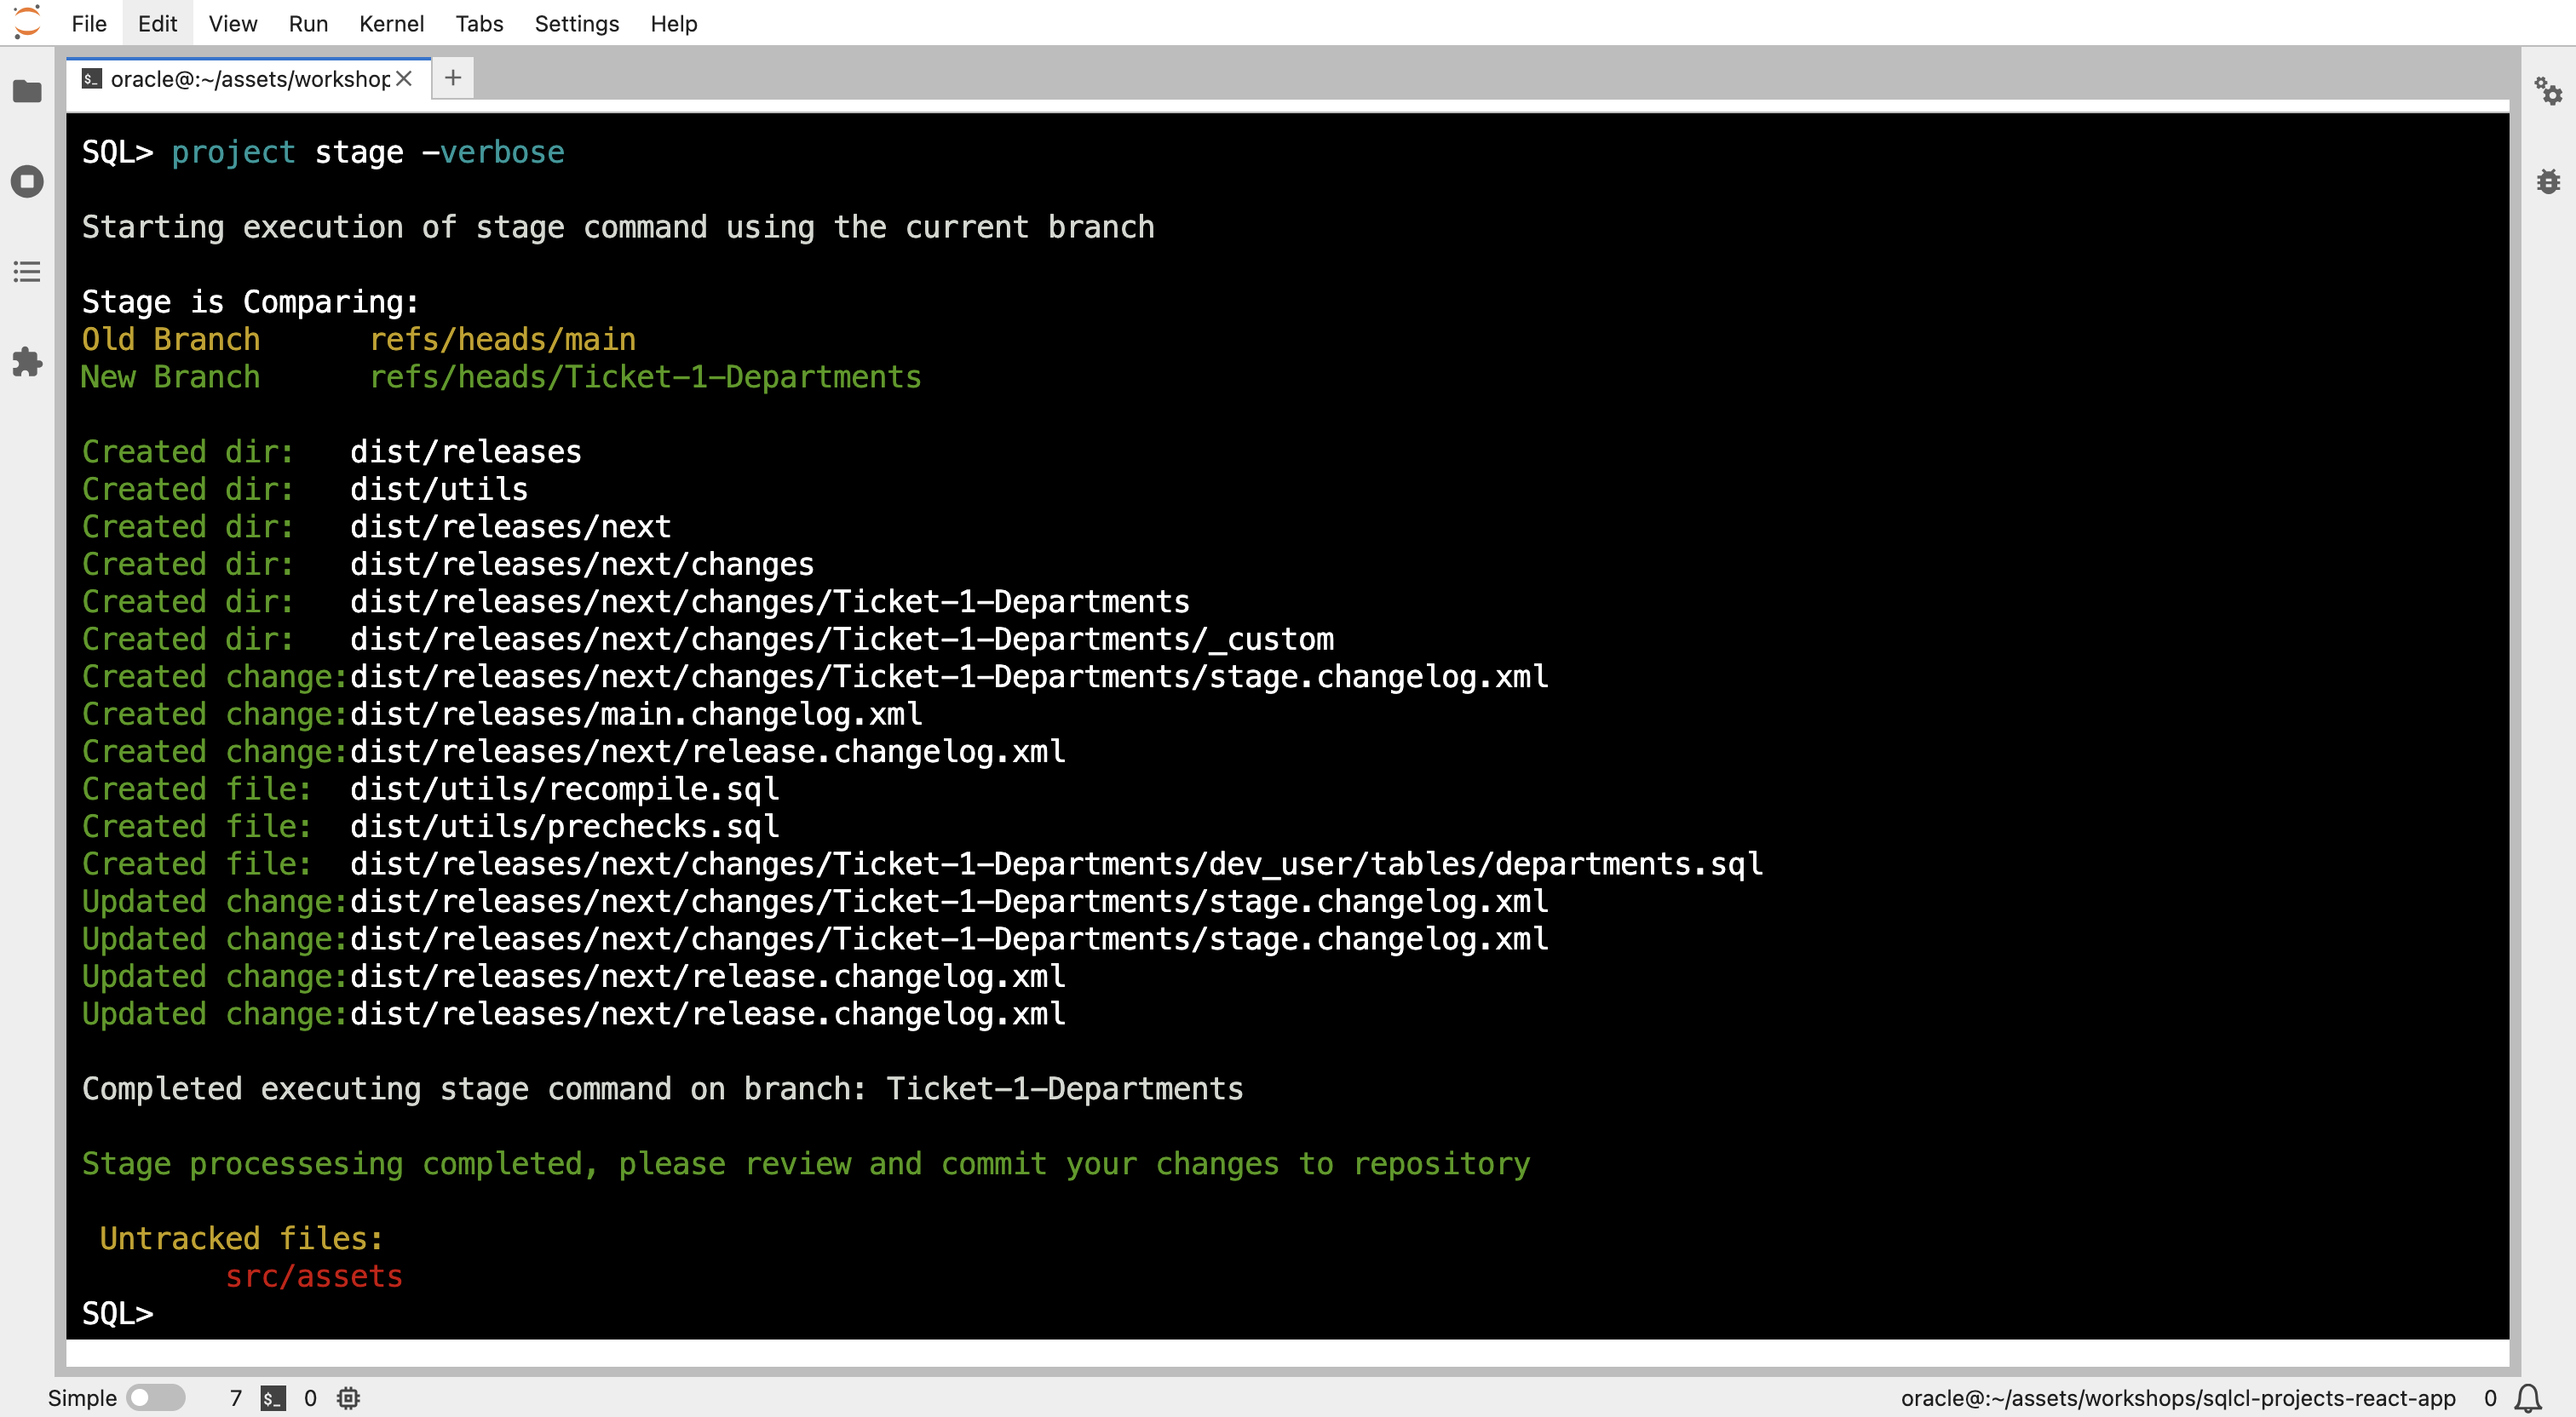 File Edit View Run Kernel Tabs Settings Help
oracle@:~/assets/workshop
SQL> project stage -verbose
Starting execution of stage command using the current branch
Stage is Comparing:
Old Branch refs/heads/main
New Branch refs/heads/Ticket-1-Departments
Created dir: dist/releases
Created dir: dist/utils
Created dir: dist/releases/next
Created dir: dist/releases/next/changes
Created dir: dist/releases/next/changes/Ticket-1-Departments
Created dir: dist/releases/next/changes/Ticket-1-Departments/_custom
Created change:dist/releases/next/changes/Ticket-1-Departments/stage.changelog.xml
Created change:dist/releases/main.changelog.xml
Created change:dist/releases/next/release.changelog.xml
Created file: dist/utils/recompile.sql
Created file: dist/utils/prechecks.sql
Created file: dist/releases/next/changes/Ticket-1-Departments/dev_user/tables/departments.sql
Updated change:dist/releases/next/changes/Ticket-1-Departments/stage.changelog.xml
Updated change:dist/releases/next/changes/Ticket-1-Departments/stage.changelog.xml
Updated change:dist/releases/next/release.changelog.xml
Updated change:dist/releases/next/release.changelog.xml
Completed executing stage command on branch: Ticket-1-Departments
Stage processesing completed, please review and commit your changes to repository
Untracked files:
src/assets
SQL>
Simple 7 $_ 0 oracle@:~/assets/workshops/sqlcl-projects-react-app 0